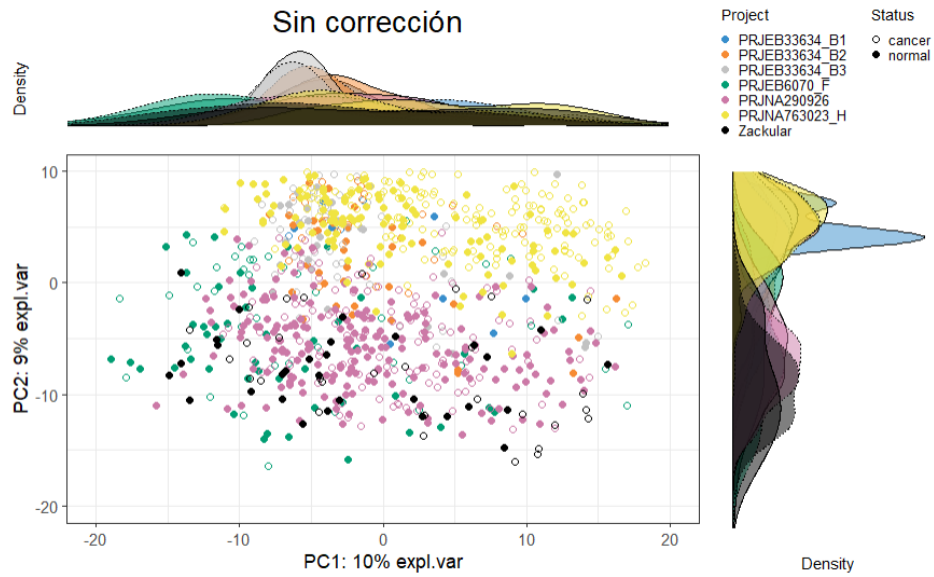 Sin corrección
Density
Project
PRJEB33634_B1
PRJEB33634_B2
PRJEB33634_B3
PRJEB6070_F
PRJNA290926
PRJNA763023_H
Zackular
Status
cancer
normal
10
0
-10
-20
PC2: 9% expl.var
-20
-10
0
10
20
PC1: 10% expl.var
Density